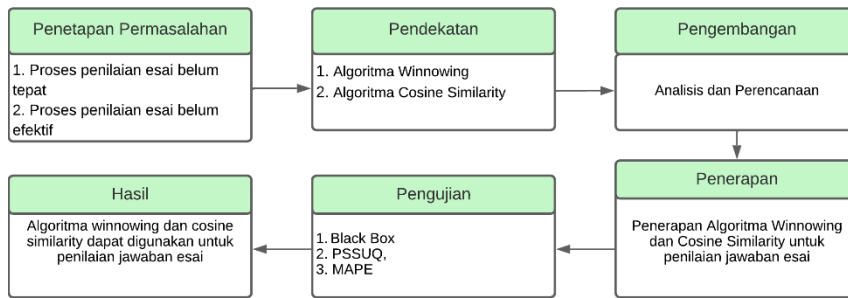 Penetapan Permasalahan
1. Proses penilaian esai belum
tepat
2. Proses penilaian esai belum
efektif
Pendekatan
1. Algoritma Winnowing
2. Algoritma Cosine Similarity
Pengembangan
Analisis dan Perencanaan
Penerapan
Penerapan Algoritma Winnowing
dan Cosine Similarity untuk
penilaian jawaban esai
Pengujian
1. Black Box
2. PSSUQ,
3. MAPE
Hasil
Algoritma winnowing dan cosine
similarity dapat digunakan untuk
penilaian jawaban esai